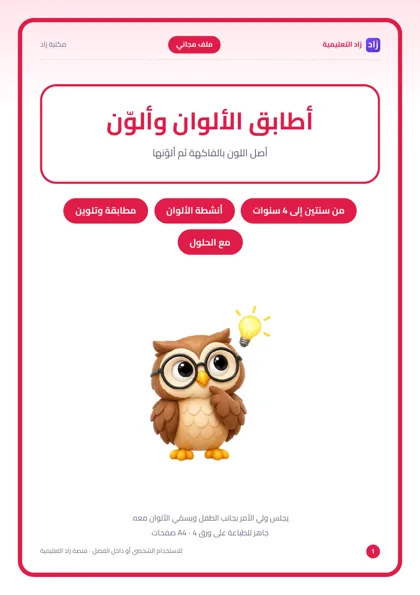 زاد زاد التعليمية
ملف مجاني
مكتبة زاد
أطابق الألوان وألوّن
أصل اللون بالفاكهة ثم ألوّنها
من سنتين إلى 4 سنوات
أنشطة الألوان
مطابقة وتلوين
مع الحلول
يجلس ولي الأمر بجانب الطفل ويسمّي الألوان معه.
جاهز للطباعة على ورق A4 · 4 صفحات
1
للاستخدام الشخصي أو داخل الفصل · منصة زاد التعليمية